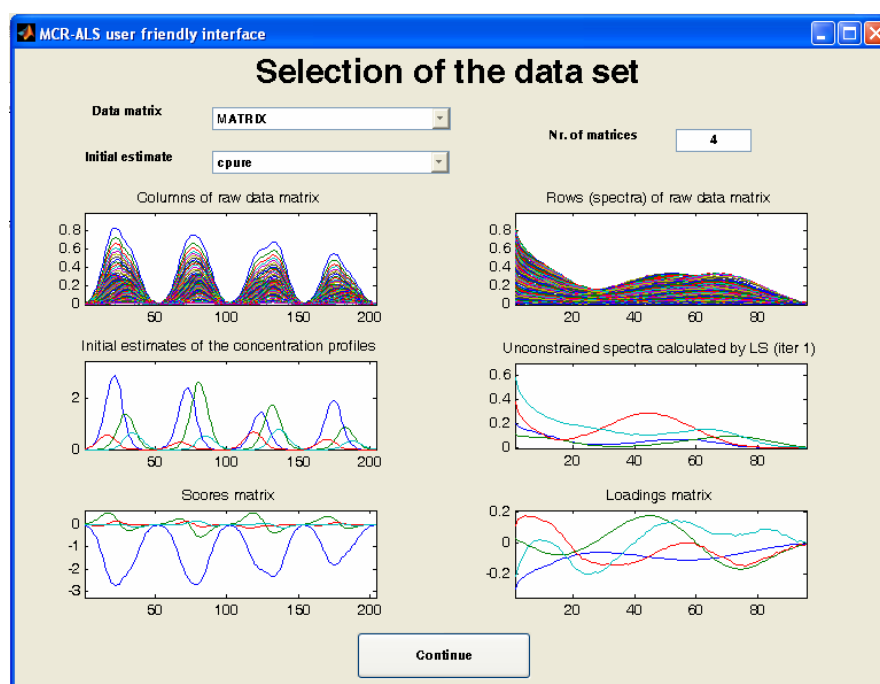 MCR-ALS user friendly interface
Selection of the data set
Data matrix
MATRIX
Nr. of matrices
4
Initial estimate
cpure
Columns of raw data matrix
0.8
0.6
0.4
0.2
0
50 100 150 200
Rows (spectra) of raw data matrix
0.8
0.6
0.4
0.2
0
20 40 60 80
Initial estimates of the concentration profiles
2
0
50 100 150 200
Unconstrained spectra calculated by LS (iter 1)
0.6
0.4
0.2
0
20 40 60 80
Scores matrix
0
-1
-2
-3
50 100 150 200
Loadings matrix
0.2
0
-0.2
20 40 60 80
Continue